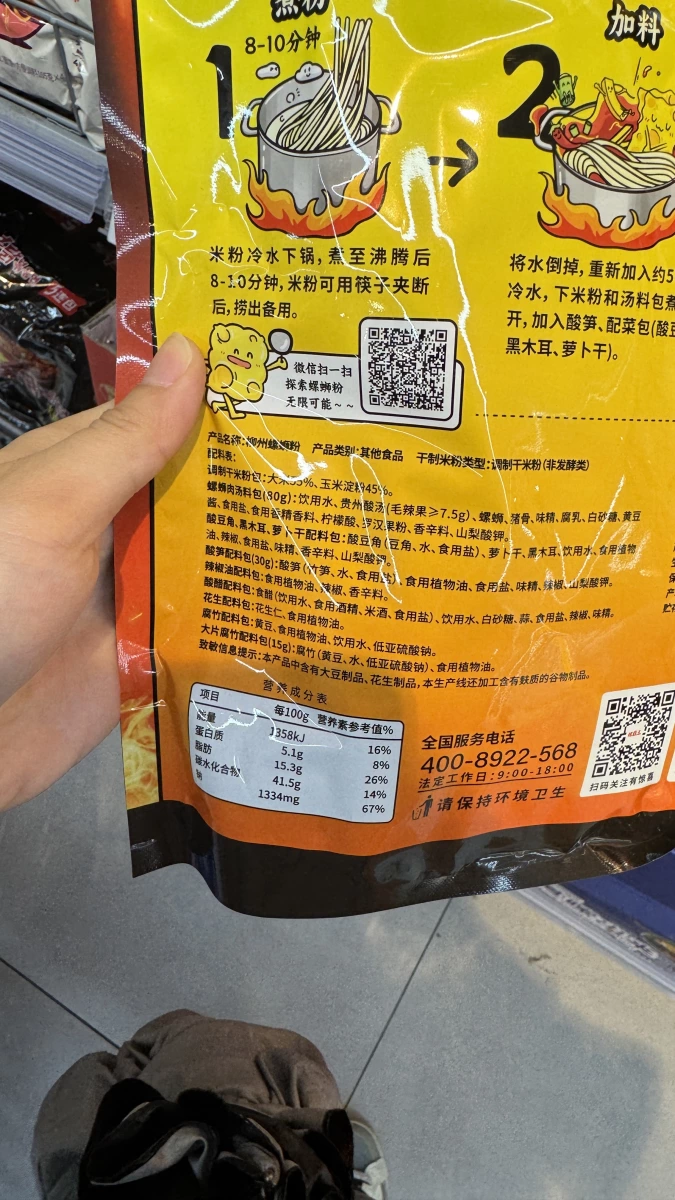 煮粉
8-10分钟
1
米粉冷水下锅,煮至沸腾后
8-10分钟,米粉可用筷子夹断
后,捞出备用。
加料
2
将水倒掉,重新加入约5
冷水,下米粉和汤料包煮
开,加入酸笋、配菜包(酸豆
黑木耳、萝卜干)。
微信扫一扫
探索螺蛳粉
无限可能~~
产品名称:柳州螺蛳粉 产品类别:其他食品 干制米粉类型:调制干米粉(非发酵类)
配料表:
调制干米粉包:大米55%、玉米淀粉45%。
螺蛳肉汤料包(80g):饮用水、贵州酸汤(毛辣果≥7.5g)、螺蛳、猪骨、味精、腐乳、白砂糖、黄豆
酱、食用盐、食用香精香料、柠檬酸、罗汉果粉、香辛料、山梨酸钾。
酸豆角、黑木耳、萝卜干配料包:酸豆角(豆角、水、食用盐)、萝卜干、黑木耳、饮用水、食用植物
油、辣椒、食用盐、味精、香辛料、山梨酸钾。
酸笋配料包(30g):酸笋(竹笋、水、食用盐)、食用植物油、食用盐、味精、辣椒、山梨酸钾。
辣椒油配料包:食用植物油、辣椒、香辛料。
酸醋配料包:食醋(饮用水、食用酒精、米酒、食用盐)、饮用水、白砂糖、蒜、食用盐、辣椒、味精。
花生配料包:花生仁、食用植物油。
腐竹配料包:黄豆、食用植物油、饮用水、低亚硫酸钠。
大片腐竹配料包(15g):腐竹(黄豆、水、低亚硫酸钠)、食用植物油。
致敏信息提示:本产品中含有大豆制品、花生制品,本生产线还加工含有麸质的谷物制品。
营养成分表
项目 每100g 营养素参考值%
能量 1358kJ 16%
蛋白质 5.1g 8%
脂肪 15.3g 26%
碳水化合物 41.5g 14%
钠 1334mg 67%
全国服务电话
400-8922-568
法定工作日:9:00-18:00
请保持环境卫生
扫码关注有惊喜